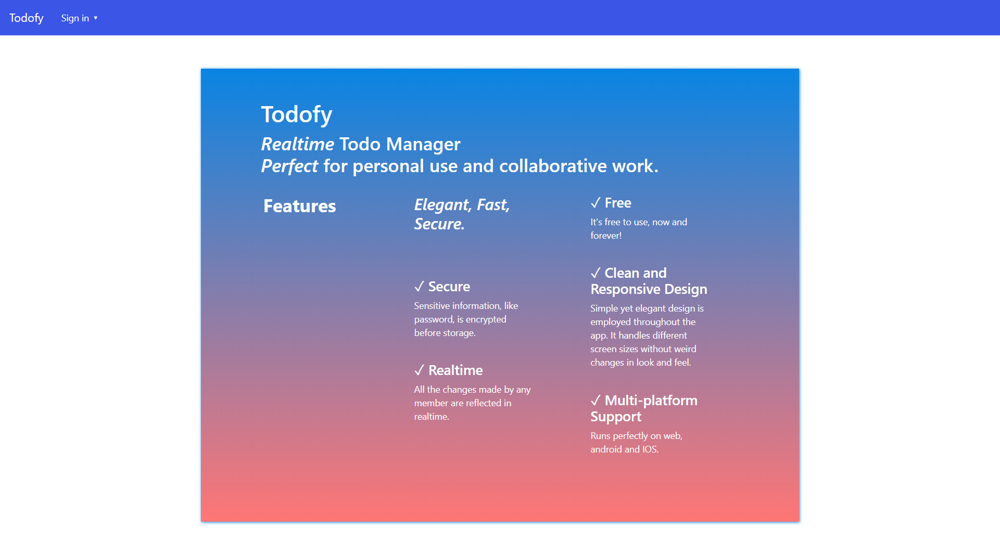 Todofy
Sign in ▼
Todofy
Realtime Todo Manager
Perfect for personal use and collaborative work.
Features
Elegant, Fast,
Secure.
✓ Secure
Sensitive information, like
password, is encrypted
before storage.
✓ Realtime
All the changes made by any
member are reflected in
realtime.
✓ Free
It's free to use, now and
forever!
✓ Clean and
Responsive Design
Simple yet elegant design is
employed throughout the
app. It handles different
screen sizes without weird
changes in look and feel.
✓ Multi-platform
Support
Runs perfectly on web,
android and IOS.